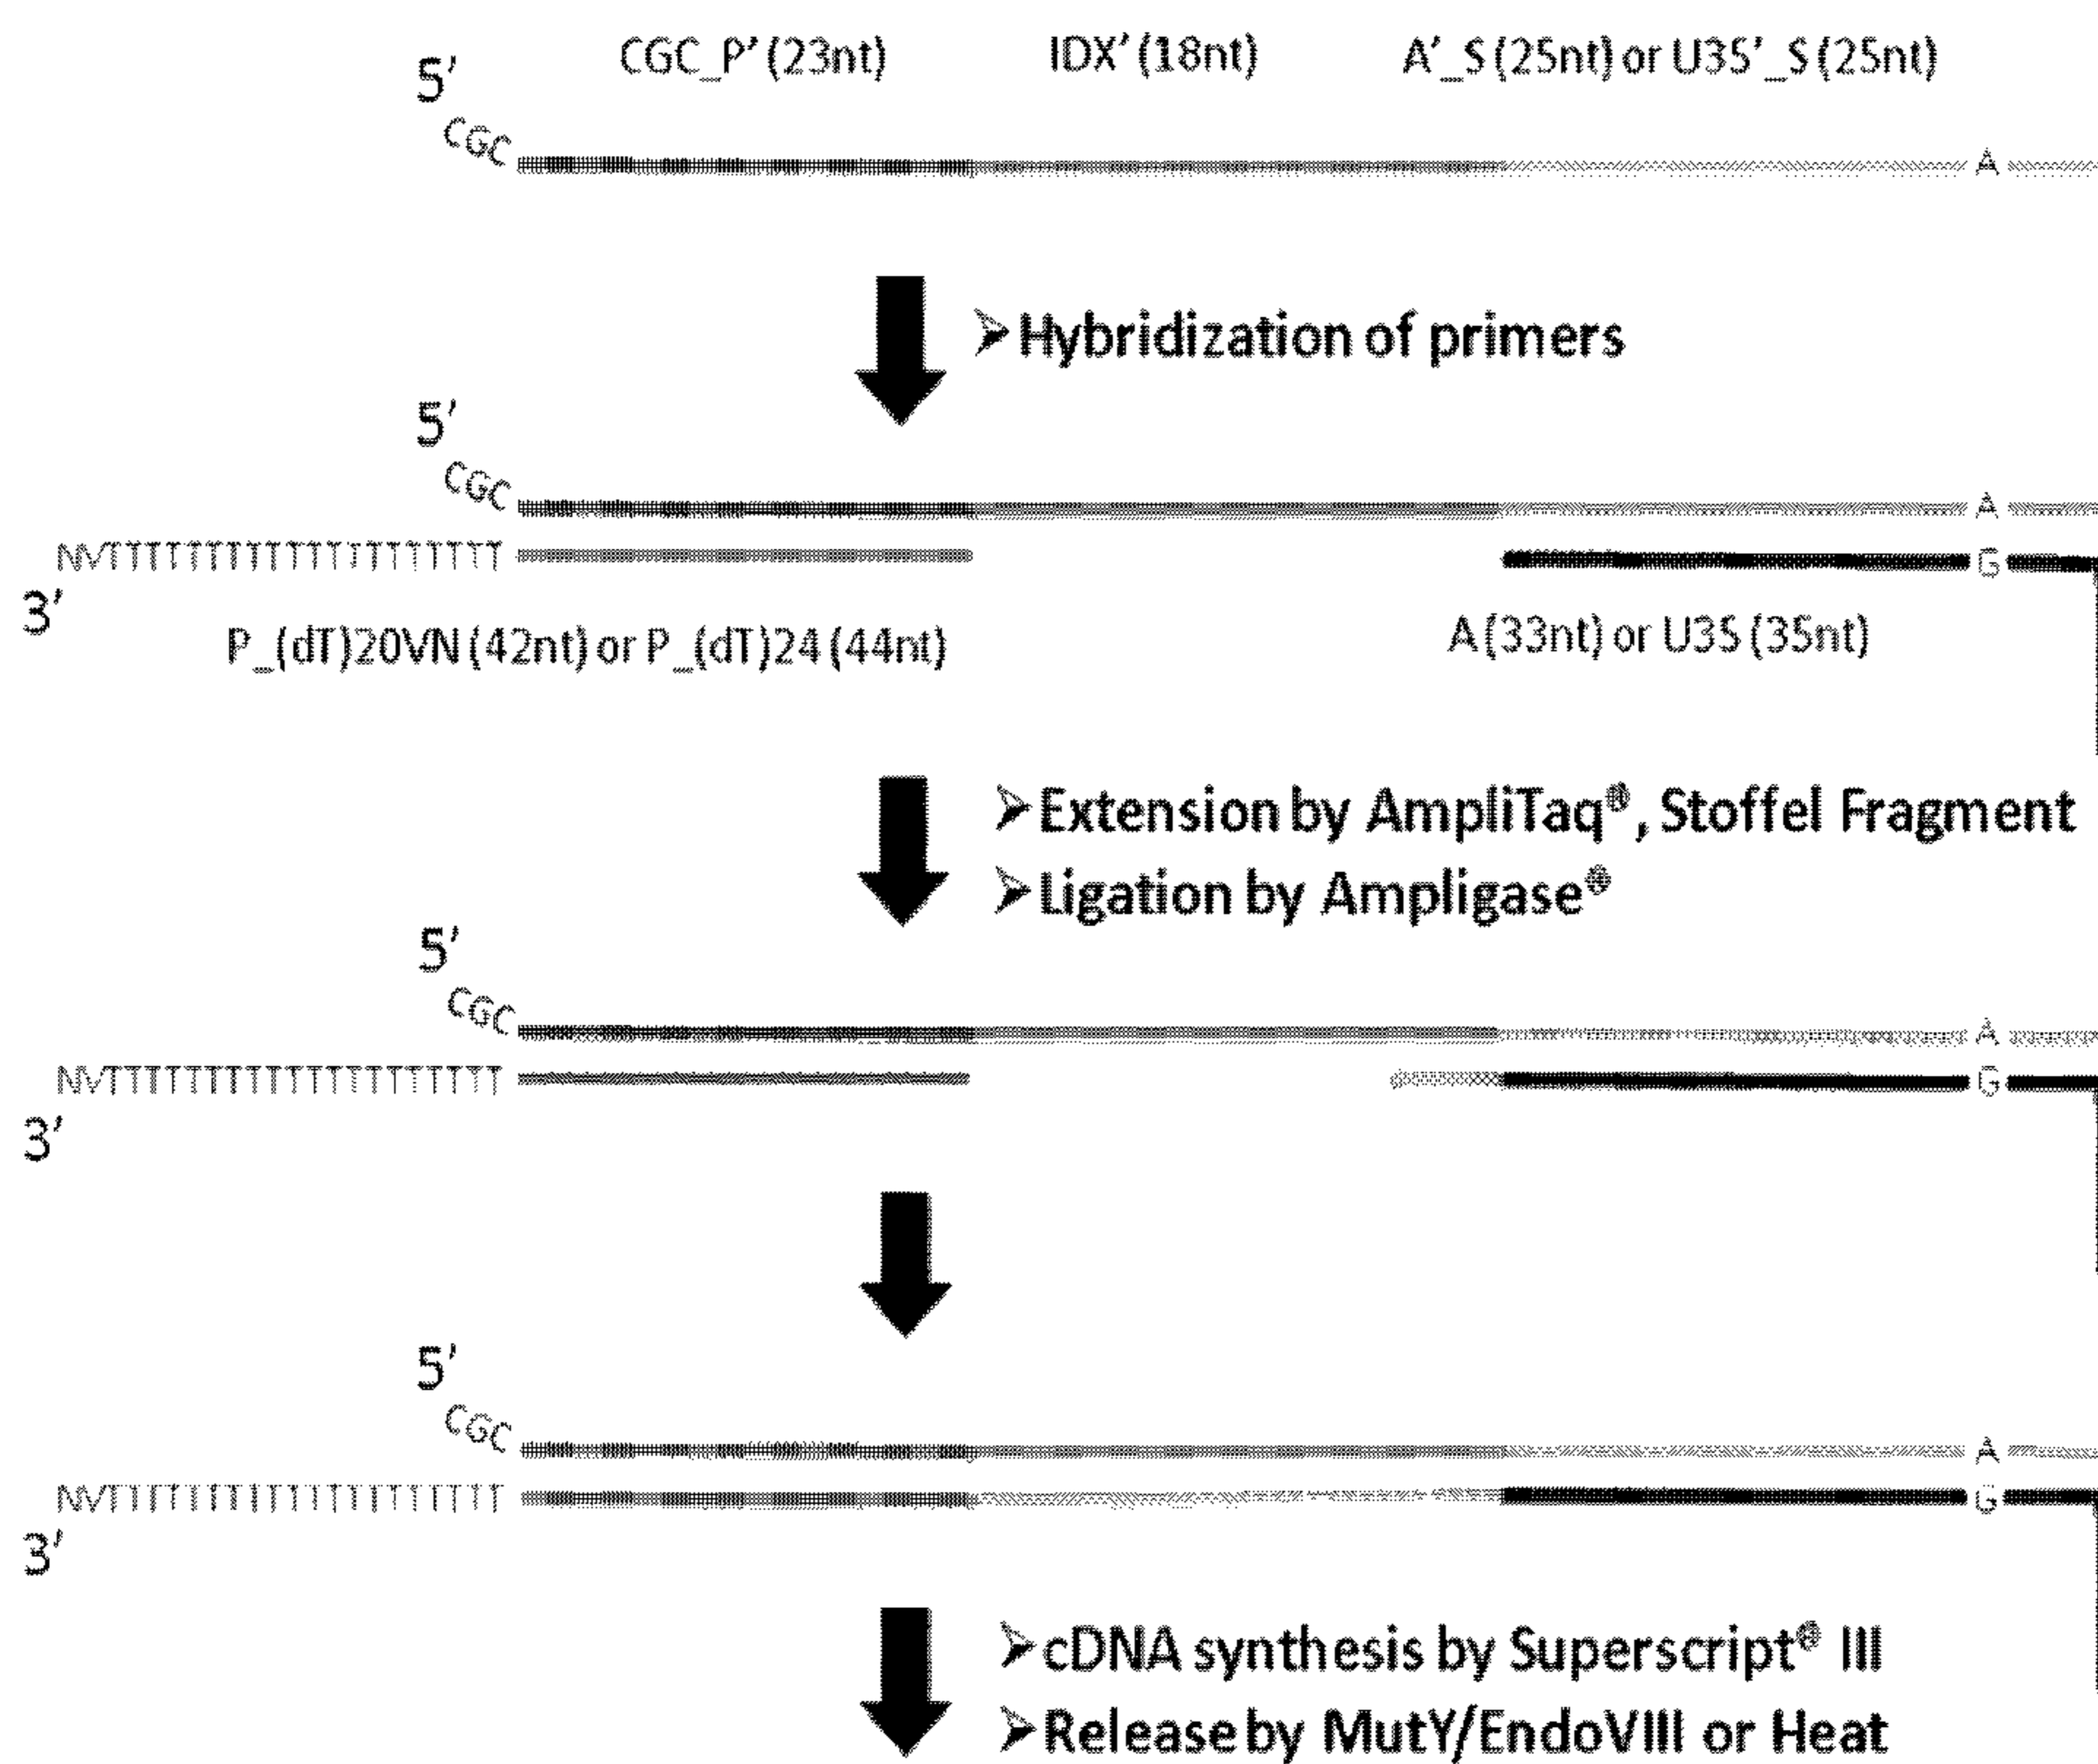 CGC_P' (23nt) IDX' (18nt) A'_S (25nt) or U35'_S (25nt)
5'
CGC A
➢Hybridization of primers
5'
CGC A
NVTTTTTTTTTTTTTTTTTTTT G
3'
P_(dT)20VN (42nt) or P_(dT)24 (44nt) A (33nt) or U35 (35nt)
➢Extension by AmpliTaq®, Stoffel Fragment
➢Ligation by Ampligase®
5'
CGC A
NVTTTTTTTTTTTTTTTTTTTT G
3'
5'
CGC A
NVTTTTTTTTTTTTTTTTTTTT G
3'
➢cDNA synthesis by Superscript® III
➢Release by MutY/EndoVIII or Heat